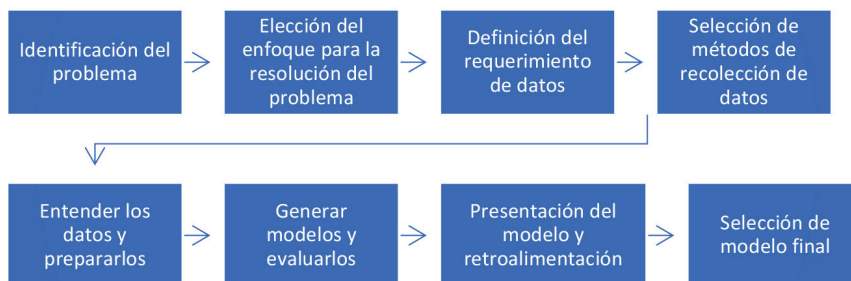 Identificación del
problema
Elección del
enfoque para la
resolución del
problema
Definición del
requerimiento
de datos
Selección de
métodos de
recolección de
datos
Entender los
datos y
prepararlos
Generar
modelos y
evaluarlos
Presentación del
modelo y
retroalimentación
Selección de
modelo final